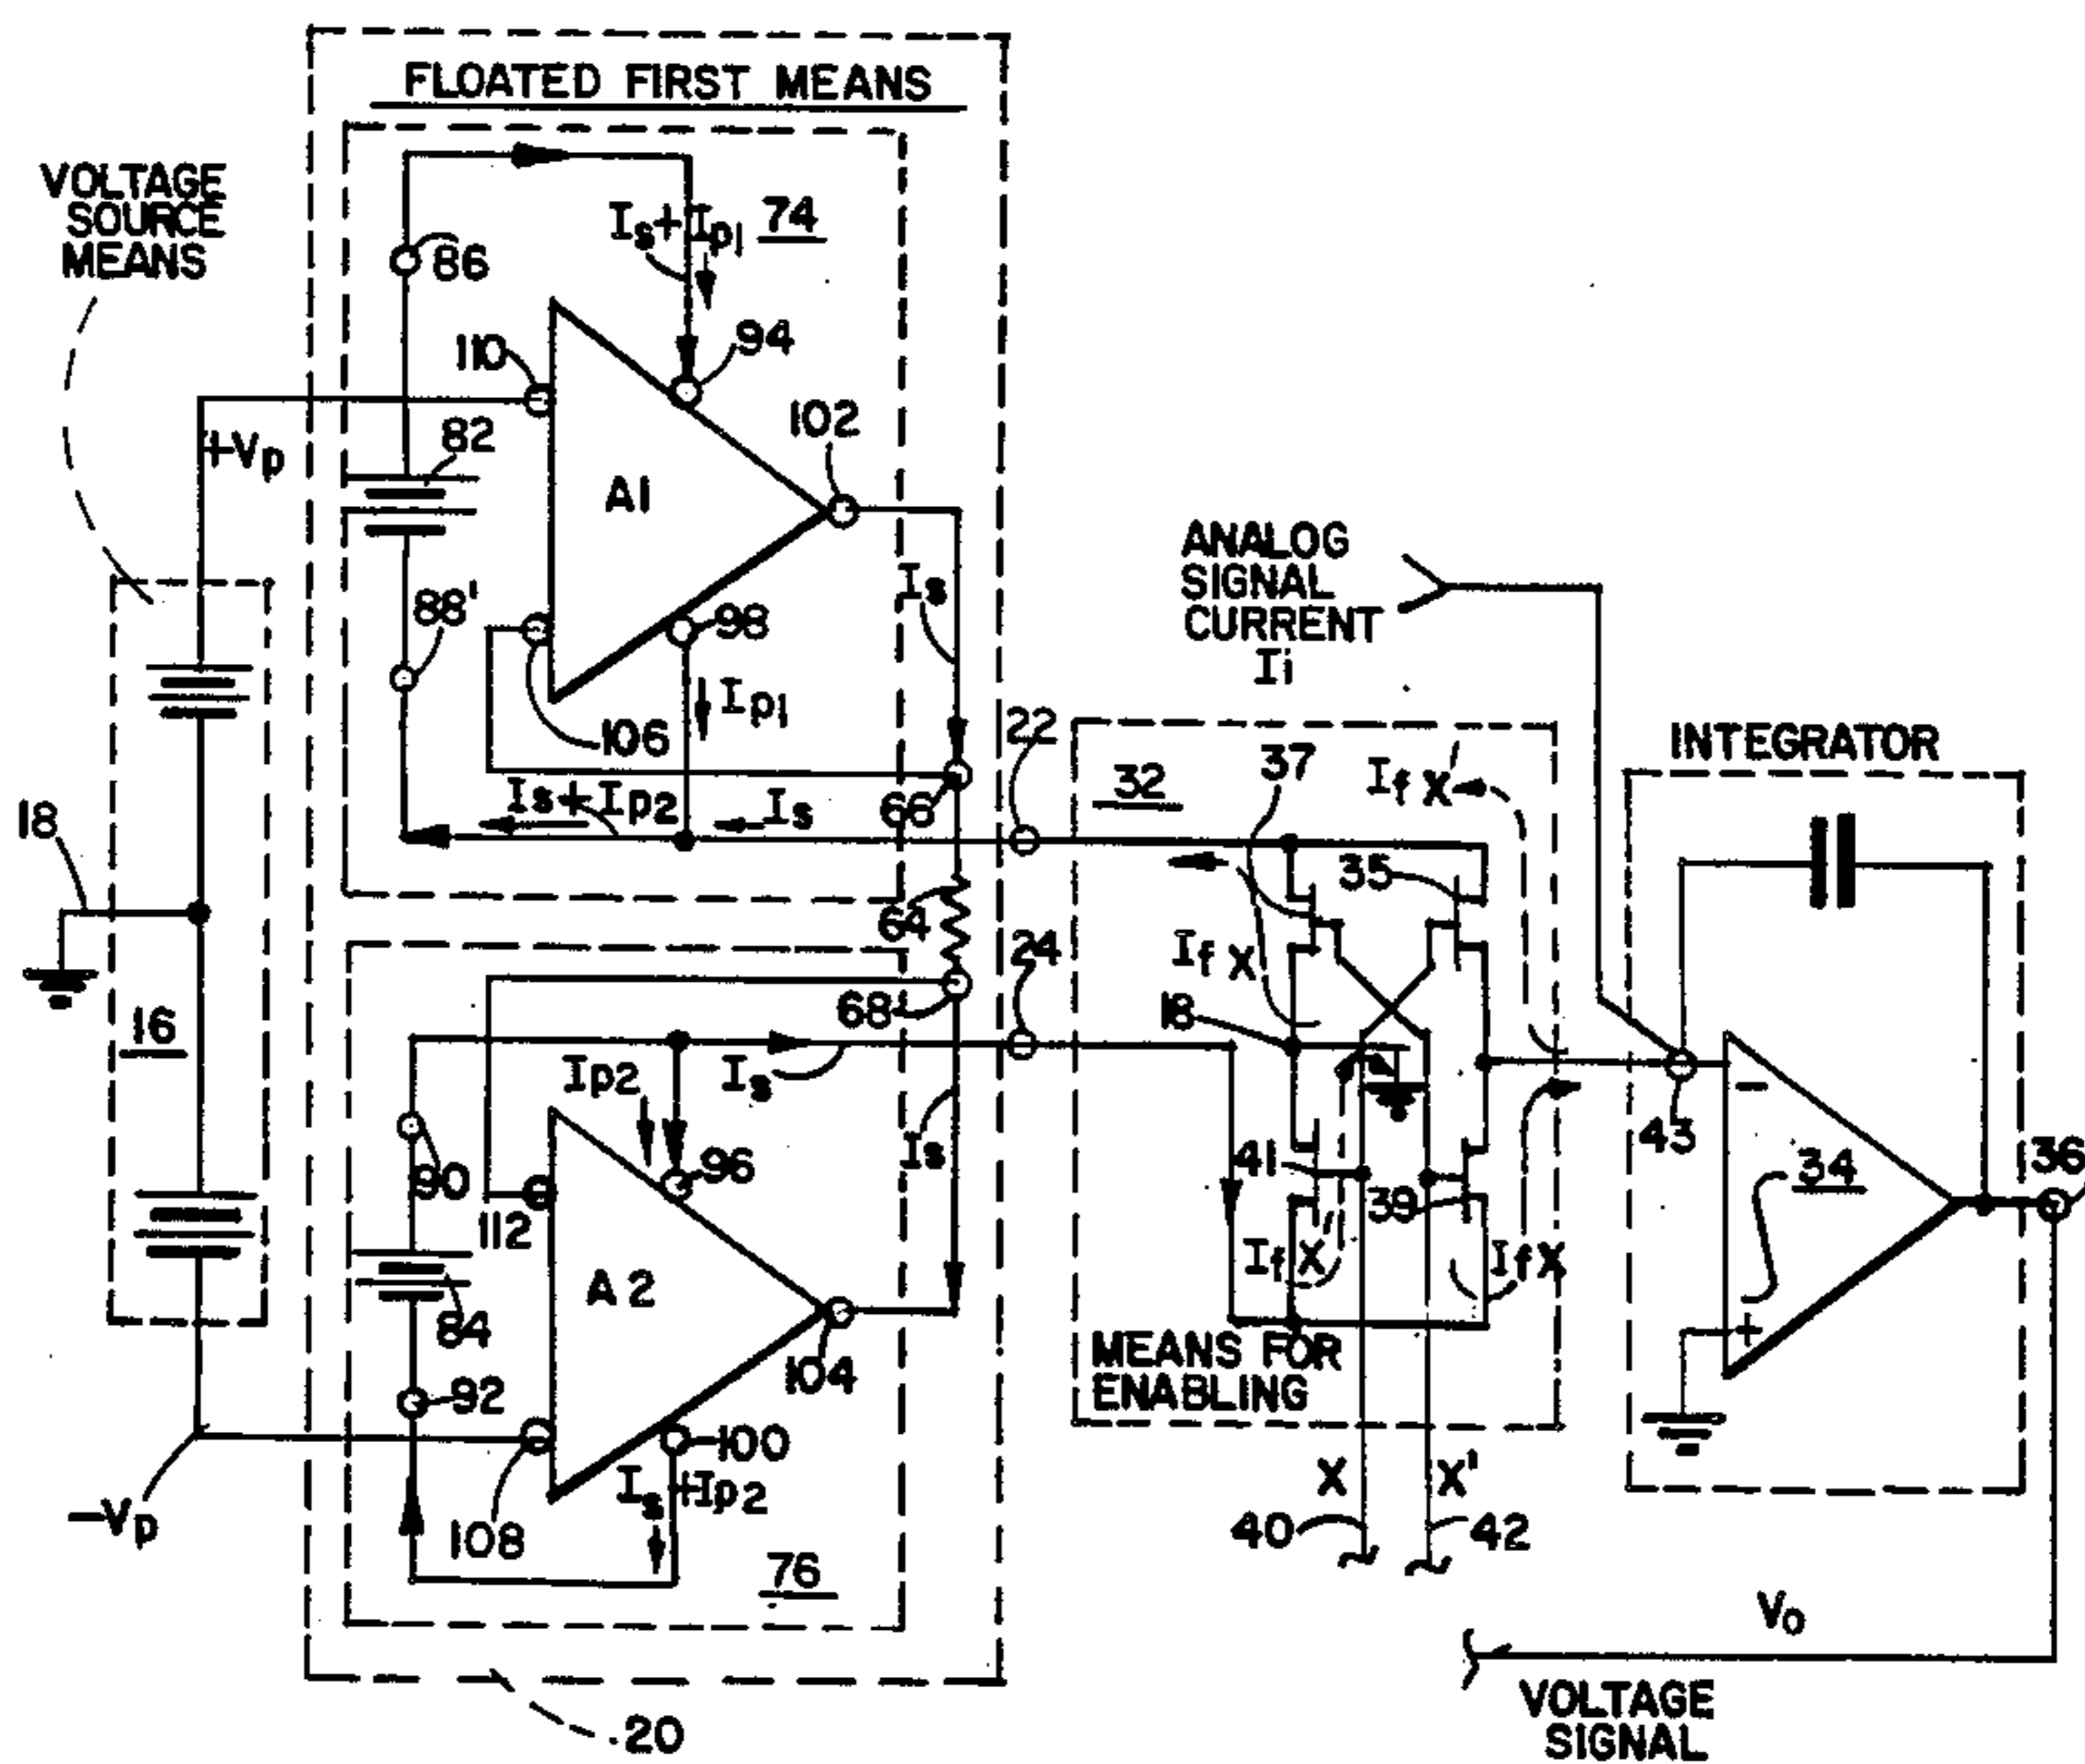 FLOATED FIRST MEANS
VOLTAGE
SOURCE
MEANS
86
Is+Ip1
74
110
94
+Vp
82
102
A1
ANALOG
SIGNAL
CURRENT
Ii
Is
88'
98
Ip1
106
22
32
37
IfX'
INTEGRATOR
Is+Ip2
Is
66
18
35
64
24
IfX
16
68
18
Ip2
Is
43
90
96
Is
41
39
34
36
112
IfX'
IfX
A2
84
104
MEANS FOR
ENABLING
92
100
-Vp
108
Is+Ip2
X
X'
40
42
76
Vo
20
VOLTAGE
SIGNAL
-
+